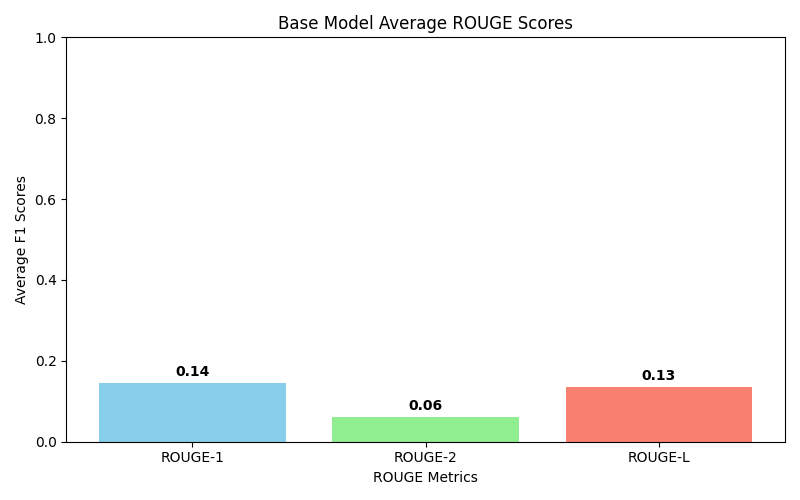 Base Model Average ROUGE Scores
1.0
0.8
0.6
0.4
0.2
0.0
Average F1 Scores
0.14
0.06
0.13
ROUGE-1
ROUGE-2
ROUGE-L
ROUGE Metrics